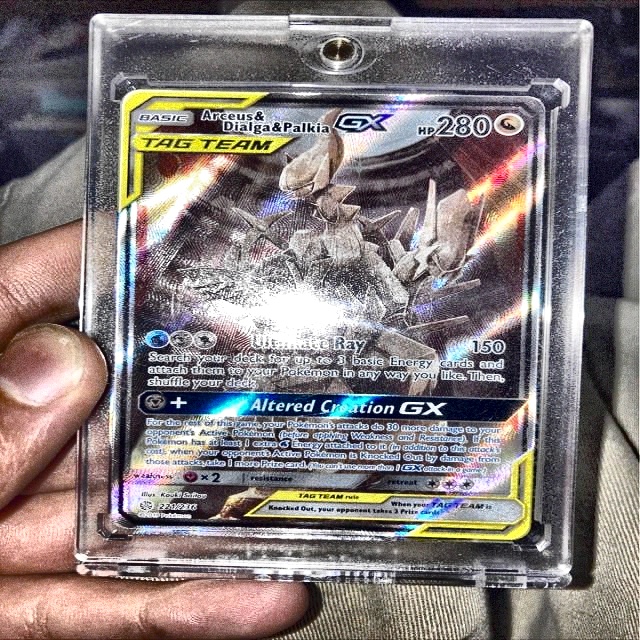 BASIC
Arceus&
Dialga&Palkia GX
HP 280
TAG TEAM
Ultimate Ray 150
Search your deck for up to 3 basic Energy cards and
attach them to your Pokémon in any way you like. Then,
shuffle your deck.
+ Altered Creation GX
For the rest of this game, your Pokémon's attacks do 30 more damage to your
opponent's Active Pokémon (before applying Weakness and Resistance). If this
Pokémon has at least 1 extra Energy attached to it (in addition to this attack's
cost), when your opponent's Active Pokémon is Knocked Out by damage from
those attacks, take 1 more Prize card. (You can't use more than 1 GX attack in a game.)
weakness ×2 resistance retreat
Illus. Kouki Saitou
221/236
©2019 Pokémon
TAG TEAM rule
When your TAG TEAM is
Knocked Out, your opponent takes 3 Prize cards.